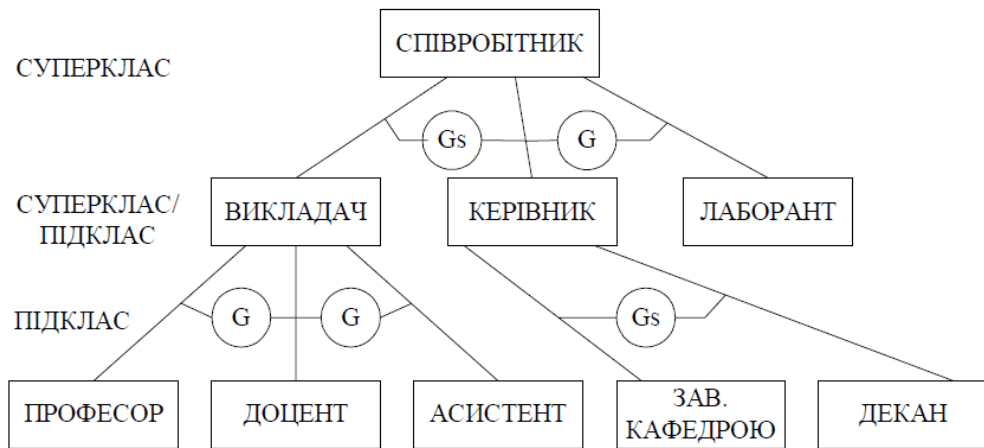 СПІВРОБІТНИК
СУПЕРКЛАС
Gs
G
СУПЕРКЛАС/
ПІДКЛАС
ВИКЛАДАЧ
КЕРІВНИК
ЛАБОРАНТ
ПІДКЛАС
G
G
Gs
ПРОФЕСОР
ДОЦЕНТ
АСИСТЕНТ
ЗАВ.
КАФЕДРОЮ
ДЕКАН